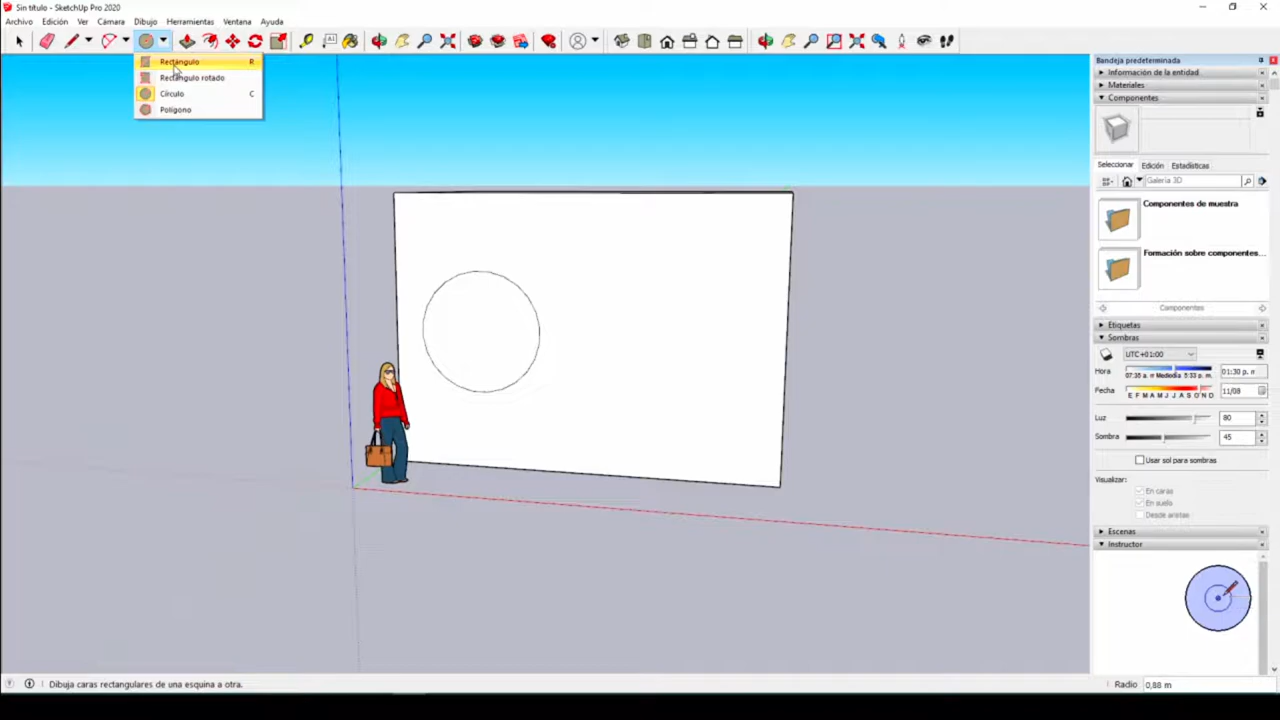 Sin título - SketchUp Pro 2020
Archivo Edición Ver Cámara Dibujo Herramientas Ventana Ayuda
Rectángulo R
Rectángulo rotado
Círculo C
Polígono
Bandeja predeterminada
Información de la entidad
Materiales
Componentes
Seleccionar Edición Estadísticas
Galería 3D
Componentes de muestra
Formación sobre componentes...
Componentes
Etiquetas
Sombras
UTC+01:00
Hora 07:35 a. m Mediodía 5:33 p. m. 01:30 p. m
Fecha E F M A M J J A S O N D 11/08
Luz 80
Sombra 45
Usar sol para sombras
Visualizar:
En caras
En suelo
Desde aristas
Escenas
Instructor
Dibuja caras rectangulares de una esquina a otra.
Radio 0,88 m